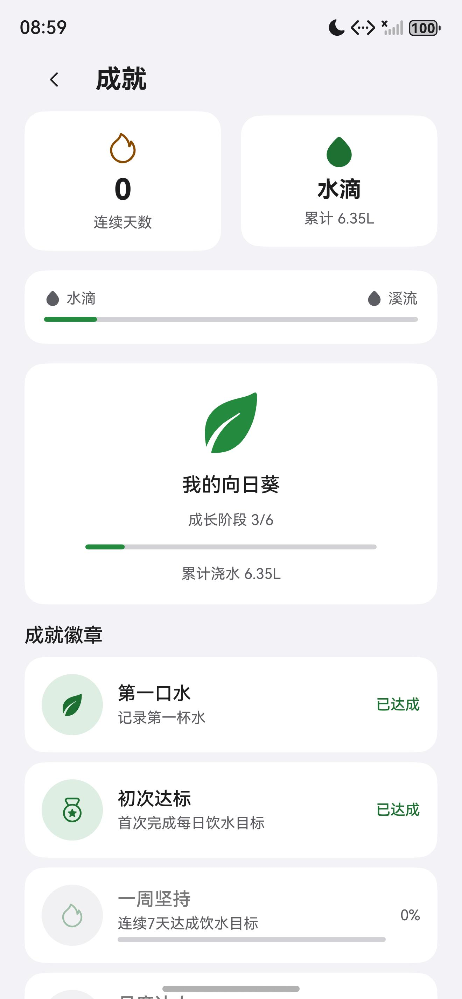 08:59
100
成就
0
连续天数
水滴
累计 6.35L
水滴
溪流
我的向日葵
成长阶段 3/6
累计浇水 6.35L
成就徽章
第一口水
记录第一杯水
已达成
初次达标
首次完成每日饮水目标
已达成
一周坚持
连续7天达成饮水目标
0%